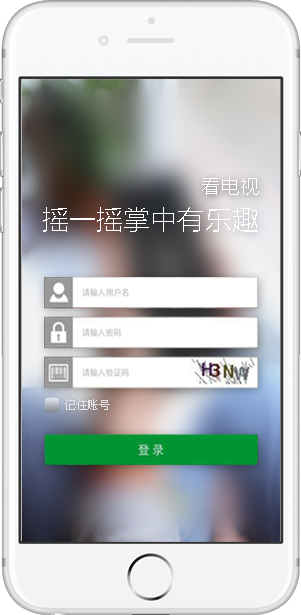 看电视
摇一摇掌中有乐趣
请输入用户名
请输入密码
请输入验证码
记住账号
登 录